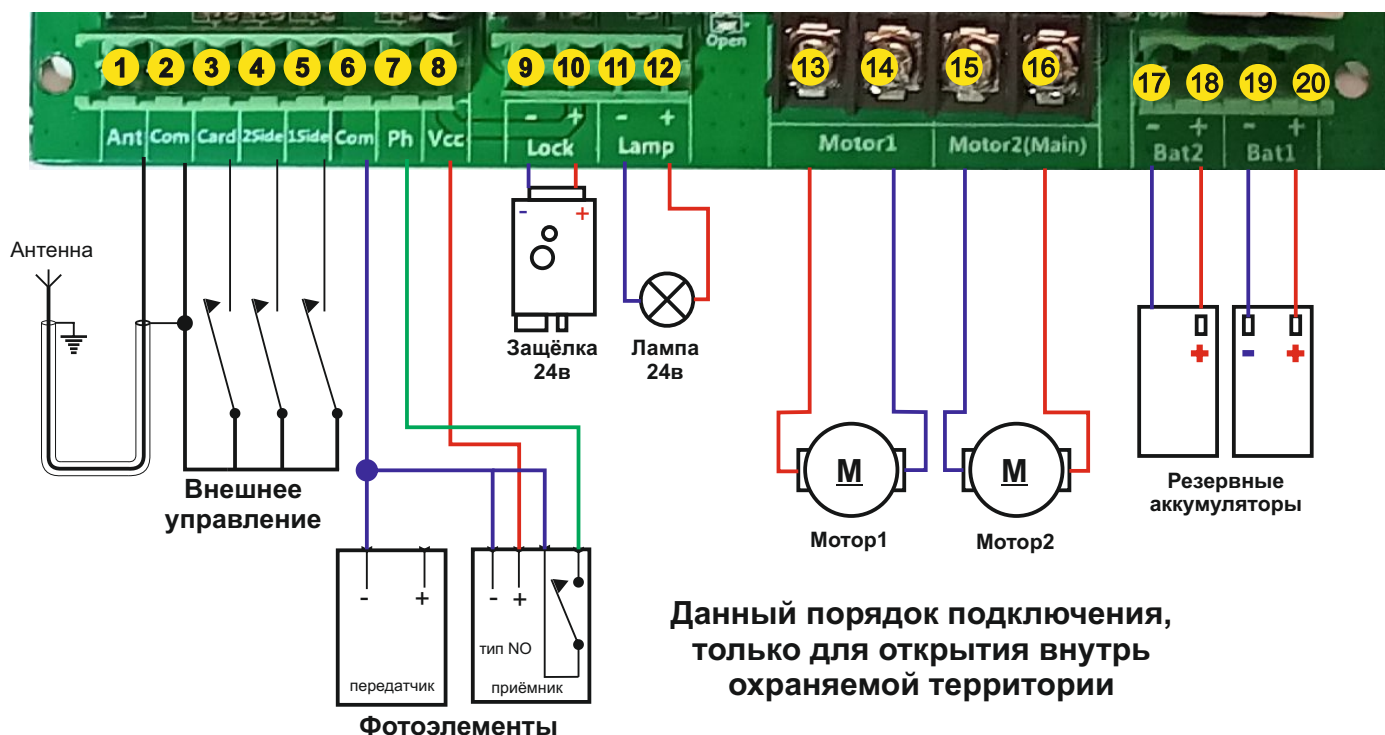 Open
1 2 3 4 5 6 7 8 9 10 11 12 13 14 15 16 17 18 19 20
Ant Com Card 2Side 1Side Com Ph Vcc
- + - +
Lock Lamp
Motor1 Motor2(Main)
- + - +
Bat2 Bat1
Антенна
- +
Защёлка
24в
Лампа
24в
+ - +
Внешнее
управление
M M
Мотор1 Мотор2
Резервные
аккумуляторы
- + - +
тип NO
передатчик приёмник
Фотоэлементы
Данный порядок подключения,
только для открытия внутрь
охраняемой территории